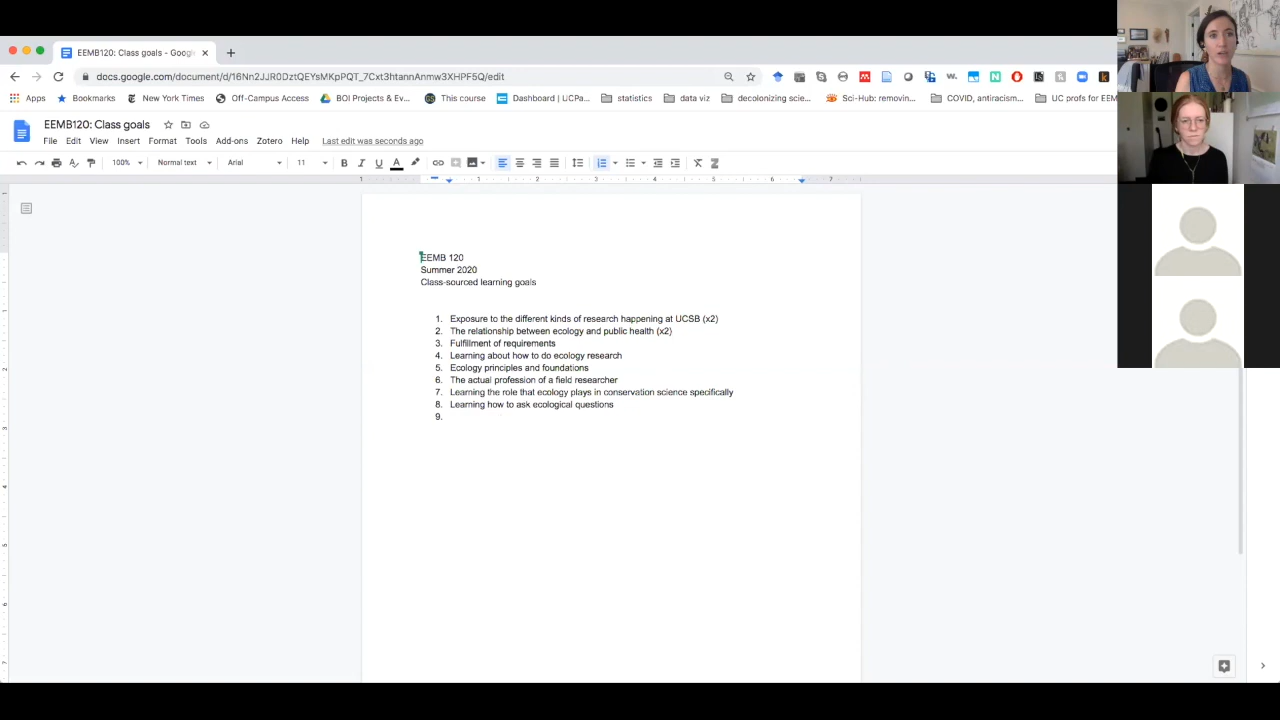 EEMB120: Class goals - Goog
docs.google.com/document/d/16Nn2JJR0DztQEYsMKpPQT_7Cxt3htannAnmw3XHPF5Q/edit
Apps Bookmarks New York Times Off-Campus Access BOI Projects & Ev... This course Dashboard | UCPa... statistics data viz decolonizing scie... Sci-Hub: removin... COVID, antiracism... UC profs for EEM
EEMB120: Class goals
File Edit View Insert Format Tools Add-ons Zotero Help Last edit was seconds ago
100% Normal text Arial 11
EEMB 120
Summer 2020
Class-sourced learning goals
1. Exposure to the different kinds of research happening at UCSB (x2)
2. The relationship between ecology and public health (x2)
3. Fulfillment of requirements
4. Learning about how to do ecology research
5. Ecology principles and foundations
6. The actual profession of a field researcher
7. Learning the role that ecology plays in conservation science specifically
8. Learning how to ask ecological questions
9.